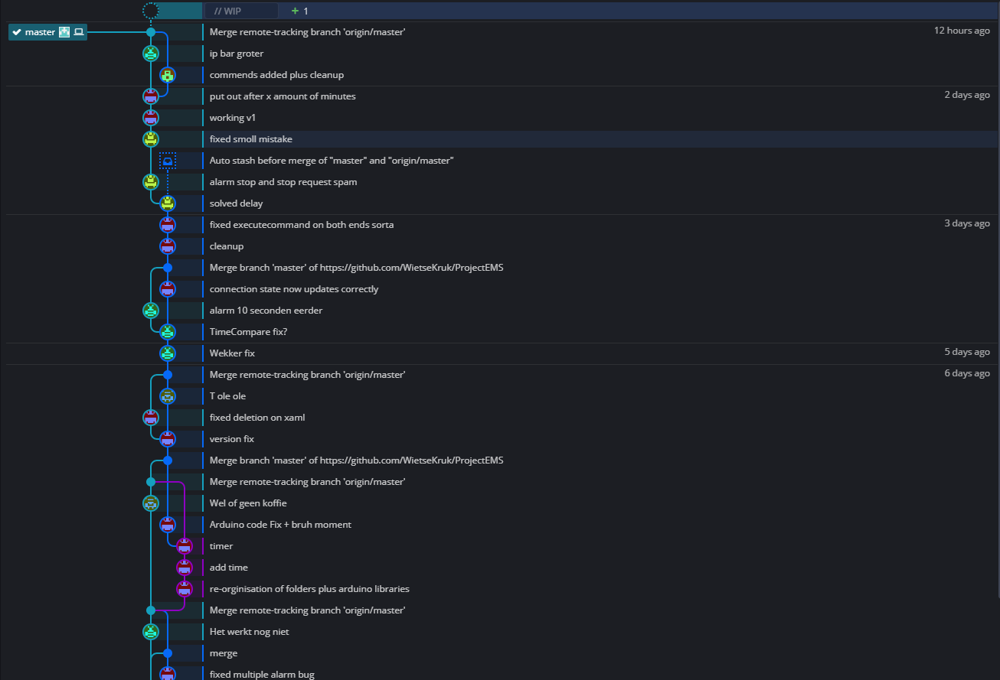 // WIP + 1
master
Merge remote-tracking branch 'origin/master' 12 hours ago
ip bar groter
commends added plus cleanup
put out after x amount of minutes 2 days ago
working v1
fixed smoll mistake
Auto stash before merge of "master" and "origin/master"
alarm stop and stop request spam
solved delay
fixed executecommand on both ends sorta 3 days ago
cleanup
Merge branch 'master' of https://github.com/WietseKruk/ProjectEMS
connection state now updates correctly
alarm 10 seconden eerder
TimeCompare fix?
Wekker fix 5 days ago
Merge remote-tracking branch 'origin/master' 6 days ago
T ole ole
fixed deletion on xaml
version fix
Merge branch 'master' of https://github.com/WietseKruk/ProjectEMS
Merge remote-tracking branch 'origin/master'
Wel of geen koffie
Arduino code Fix + bruh moment
timer
add time
re-orginisation of folders plus arduino libraries
Merge remote-tracking branch 'origin/master'
Het werkt nog niet
merge
fixed multiple alarm bug